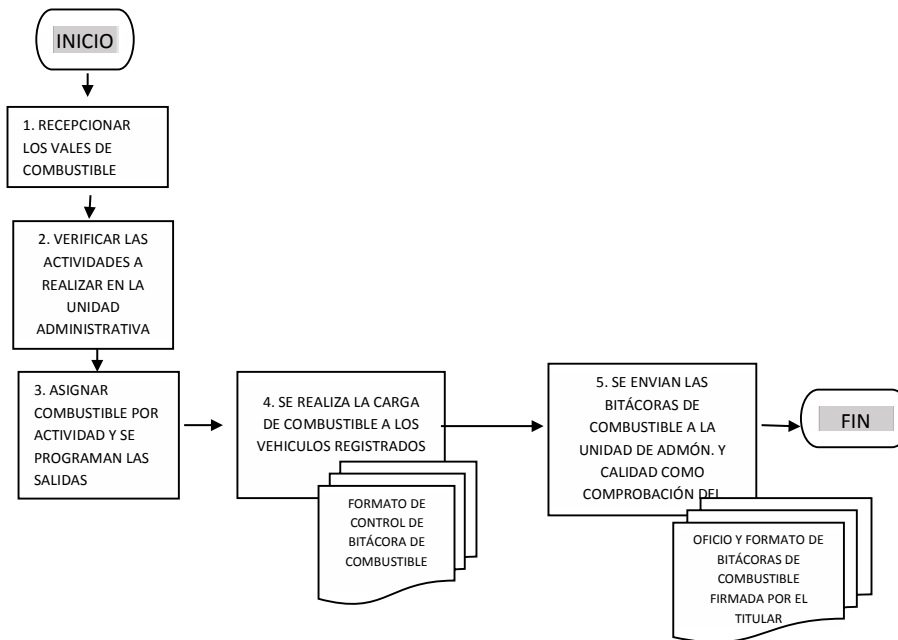 INICIO
1. RECEPCIONAR
LOS VALES DE
COMBUSTIBLE
2. VERIFICAR LAS
ACTIVIDADES A
REALIZAR EN LA
UNIDAD
ADMINISTRATIVA
3. ASIGNAR
COMBUSTIBLE POR
ACTIVIDAD Y SE
PROGRAMAN LAS
SALIDAS
4. SE REALIZA LA CARGA
DE COMBUSTIBLE A LOS
VEHICULOS REGISTRADOS
FORMATO DE
CONTROL DE
BITÁCORA DE
COMBUSTIBLE
5. SE ENVIAN LAS
BITÁCORAS DE
COMBUSTIBLE A LA
UNIDAD DE ADMÓN. Y
CALIDAD COMO
COMPROBACIÓN DEL
OFICIO Y FORMATO DE
BITÁCORAS DE
COMBUSTIBLE
FIRMADA POR EL
TITULAR
FIN